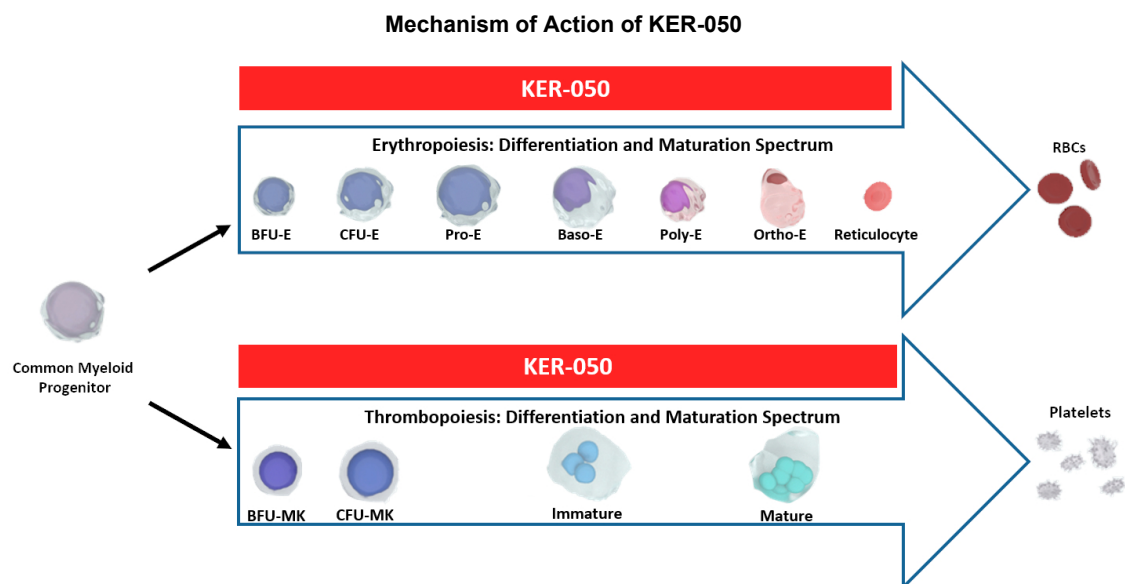 Mechanism of Action of KER-050
KER-050
Erythropoiesis: Differentiation and Maturation Spectrum
BFU-E
CFU-E
Pro-E
Baso-E
Poly-E
Ortho-E
Reticulocyte
RBCs
Common Myeloid
Progenitor
KER-050
Thrombopoiesis: Differentiation and Maturation Spectrum
BFU-MK
CFU-MK
Immature
Mature
Platelets